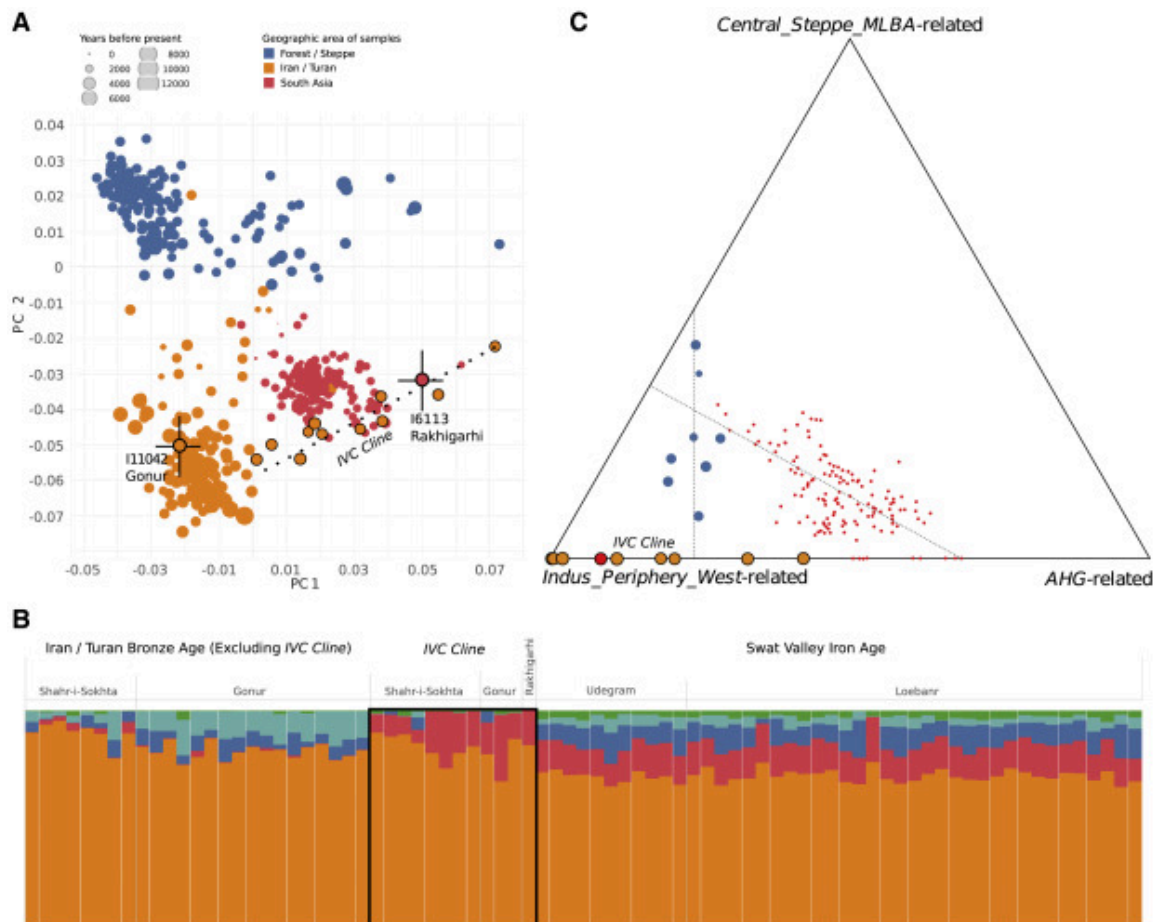 A
Years before present
0
2000
4000
6000
8000
10000
12000
Geographic area of samples
Forest / Steppe
Iran / Turan
South Asia
0.04
0.03
0.02
0.01
0
-0.01
-0.02
-0.03
-0.04
-0.05
-0.06
-0.07
PC 2
I11042
Gonur
I6113
Rakhigarhi
IVC Cline
-0.05
-0.03
-0.01
0.01
0.03
0.05
0.07
PC1
C
Central_Steppe_MLBA-related
IVC Cline
Indus_Periphery_West-related
AHG-related
B
Iran / Turan Bronze Age (Excluding IVC Cline)
IVC Cline
Rakhigarhi
Swat Valley Iron Age
Shahr-i-Sokhta
Gonur
Shahr-i-Sokhta
Gonur
Udegram
Loebanr